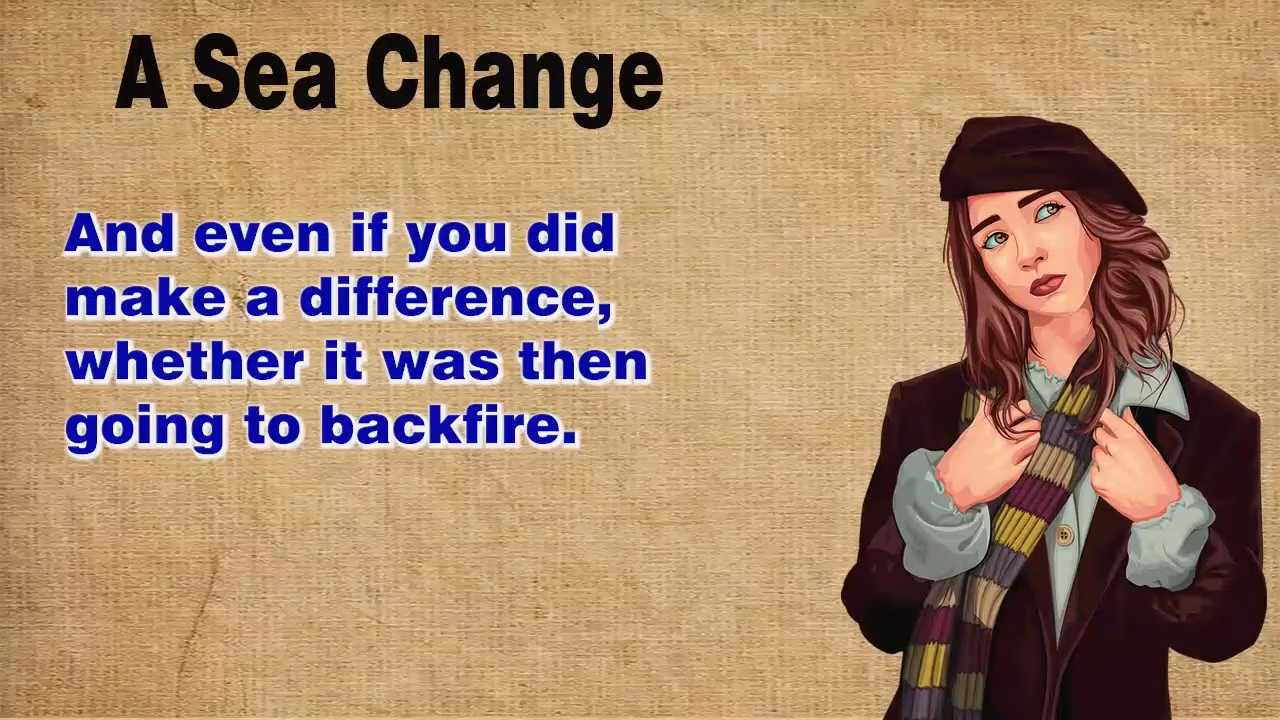 A Sea Change
And even if you did
make a difference,
whether it was then
going to backfire.